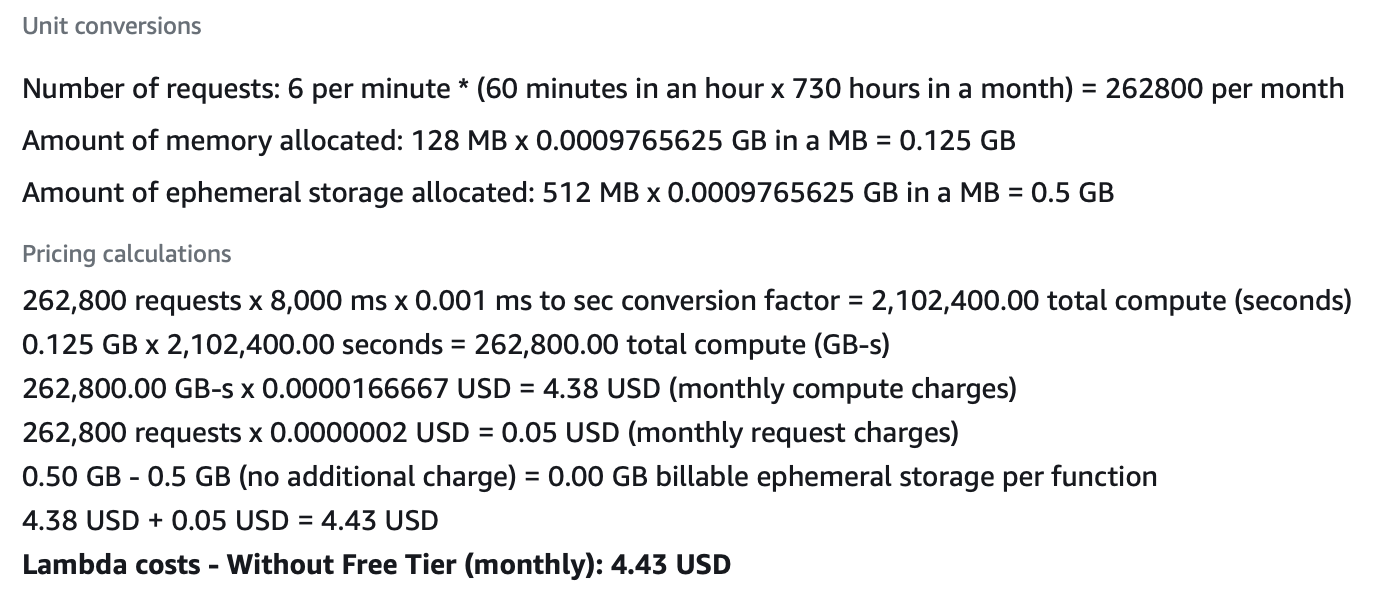 Unit conversions
Number of requests: 6 per minute * (60 minutes in an hour x 730 hours in a month) = 262800 per month
Amount of memory allocated: 128 MB x 0.0009765625 GB in a MB = 0.125 GB
Amount of ephemeral storage allocated: 512 MB x 0.0009765625 GB in a MB = 0.5 GB
Pricing calculations
262,800 requests x 8,000 ms x 0.001 ms to sec conversion factor = 2,102,400.00 total compute (seconds)
0.125 GB x 2,102,400.00 seconds = 262,800.00 total compute (GB-s)
262,800.00 GB-s x 0.0000166667 USD = 4.38 USD (monthly compute charges)
262,800 requests x 0.0000002 USD = 0.05 USD (monthly request charges)
0.50 GB - 0.5 GB (no additional charge) = 0.00 GB billable ephemeral storage per function
4.38 USD + 0.05 USD = 4.43 USD
Lambda costs - Without Free Tier (monthly): 4.43 USD